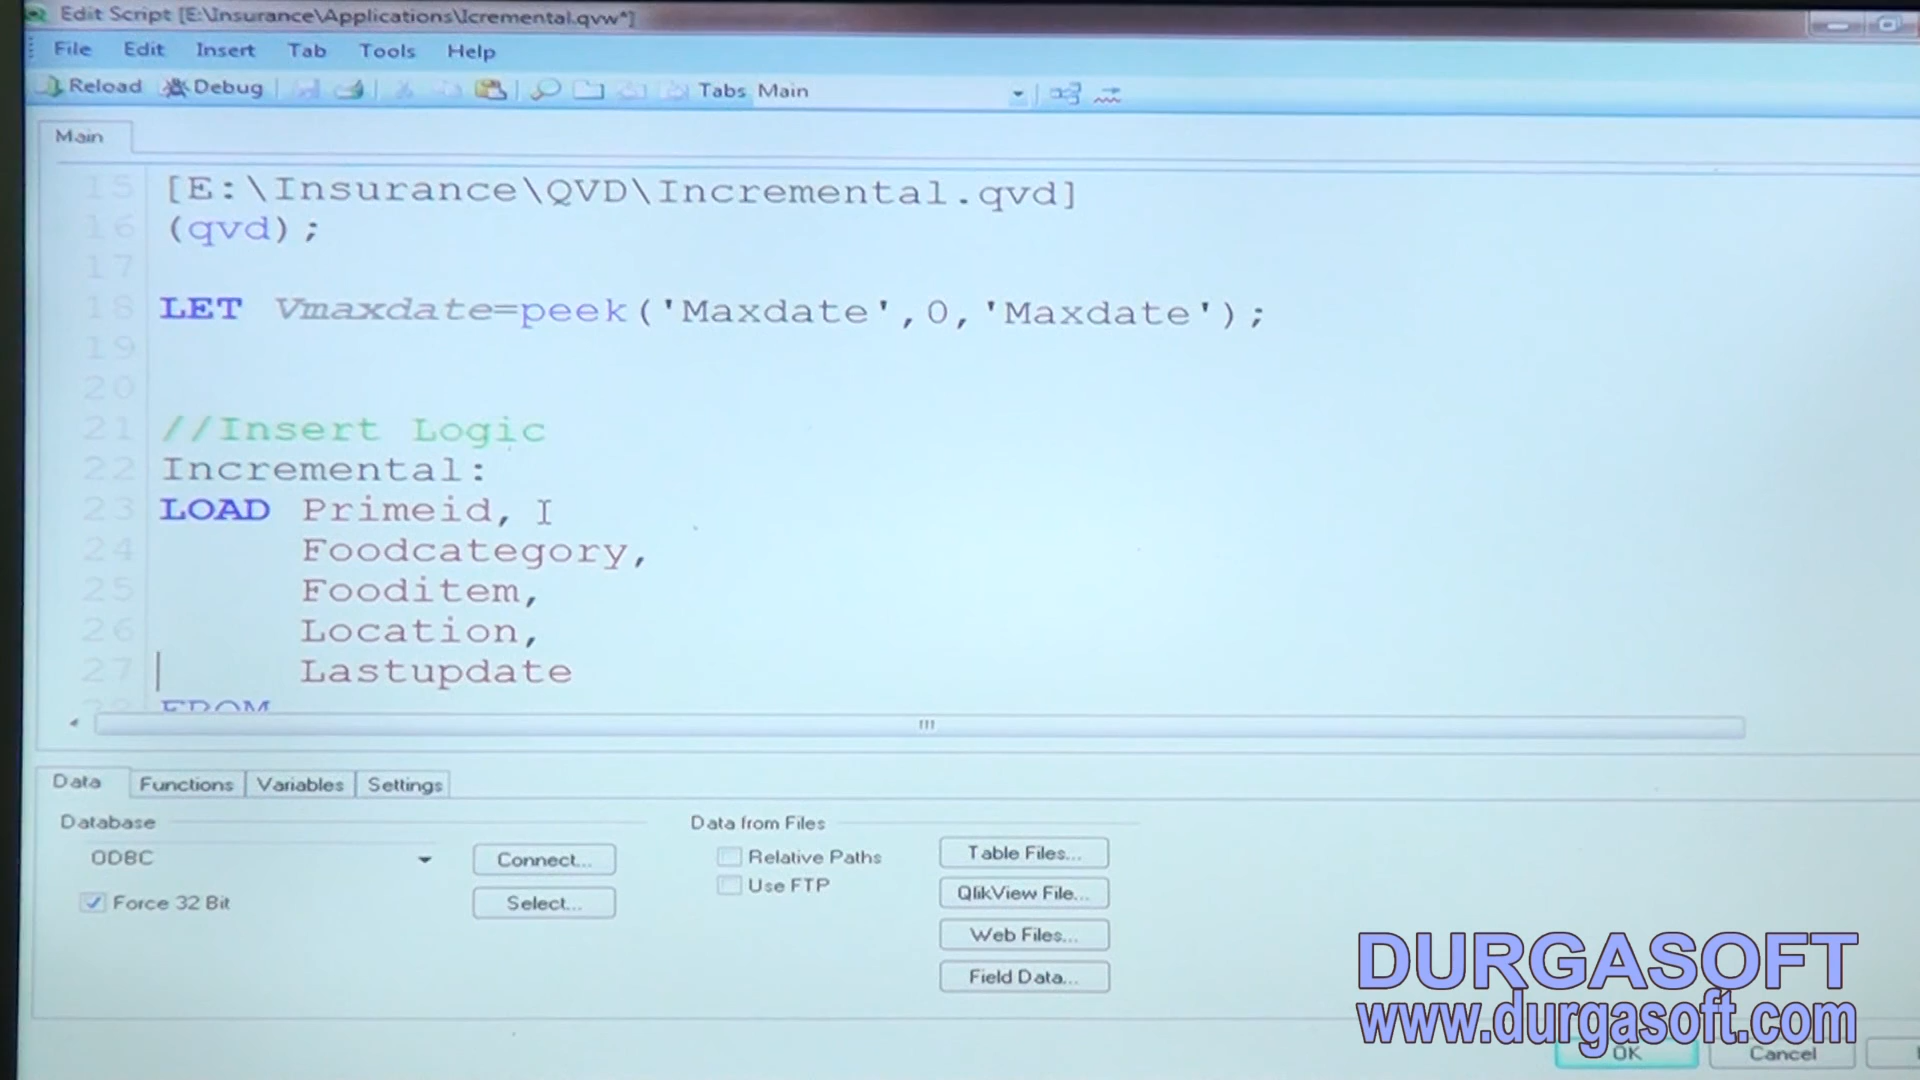 Edit Script [E:\Insurance\Applications\Icremental.qvw*]
File Edit Insert Tab Tools Help
Reload Debug Tabs Main
Main
15 [E:\Insurance\QVD\Incremental.qvd]
16 (qvd);
17
18 LET Vmaxdate=peek('Maxdate',0,'Maxdate');
19
20
21 //Insert Logic
22 Incremental:
23 LOAD Primeid,
24 Foodcategory,
25 Fooditem,
26 Location,
27 Lastupdate
28 FROM
Data Functions Variables Settings
Database
ODBC
Connect...
Force 32 Bit
Select...
Data from Files
Relative Paths
Use FTP
Table Files...
QlikView File...
Web Files...
Field Data...
DURGASOFT
www.durgasoft.com
OK Cancel